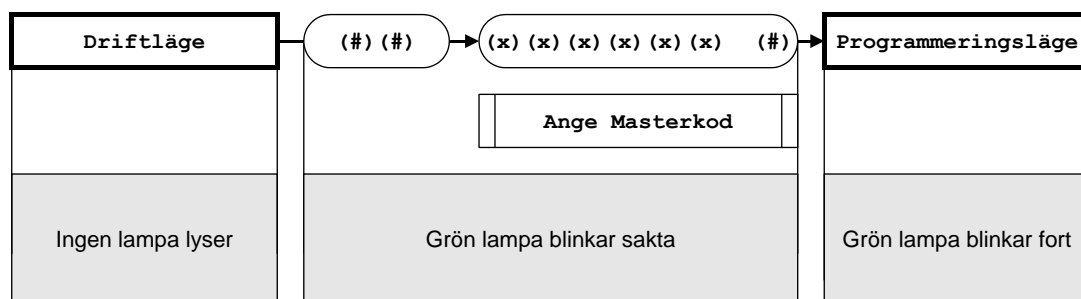 Driftläge
(#)(#)
(x)(x)(x)(x)(x)(x) (#)
Programmeringsläge
Ange Masterkod
Ingen lampa lyser
Grön lampa blinkar sakta
Grön lampa blinkar fort